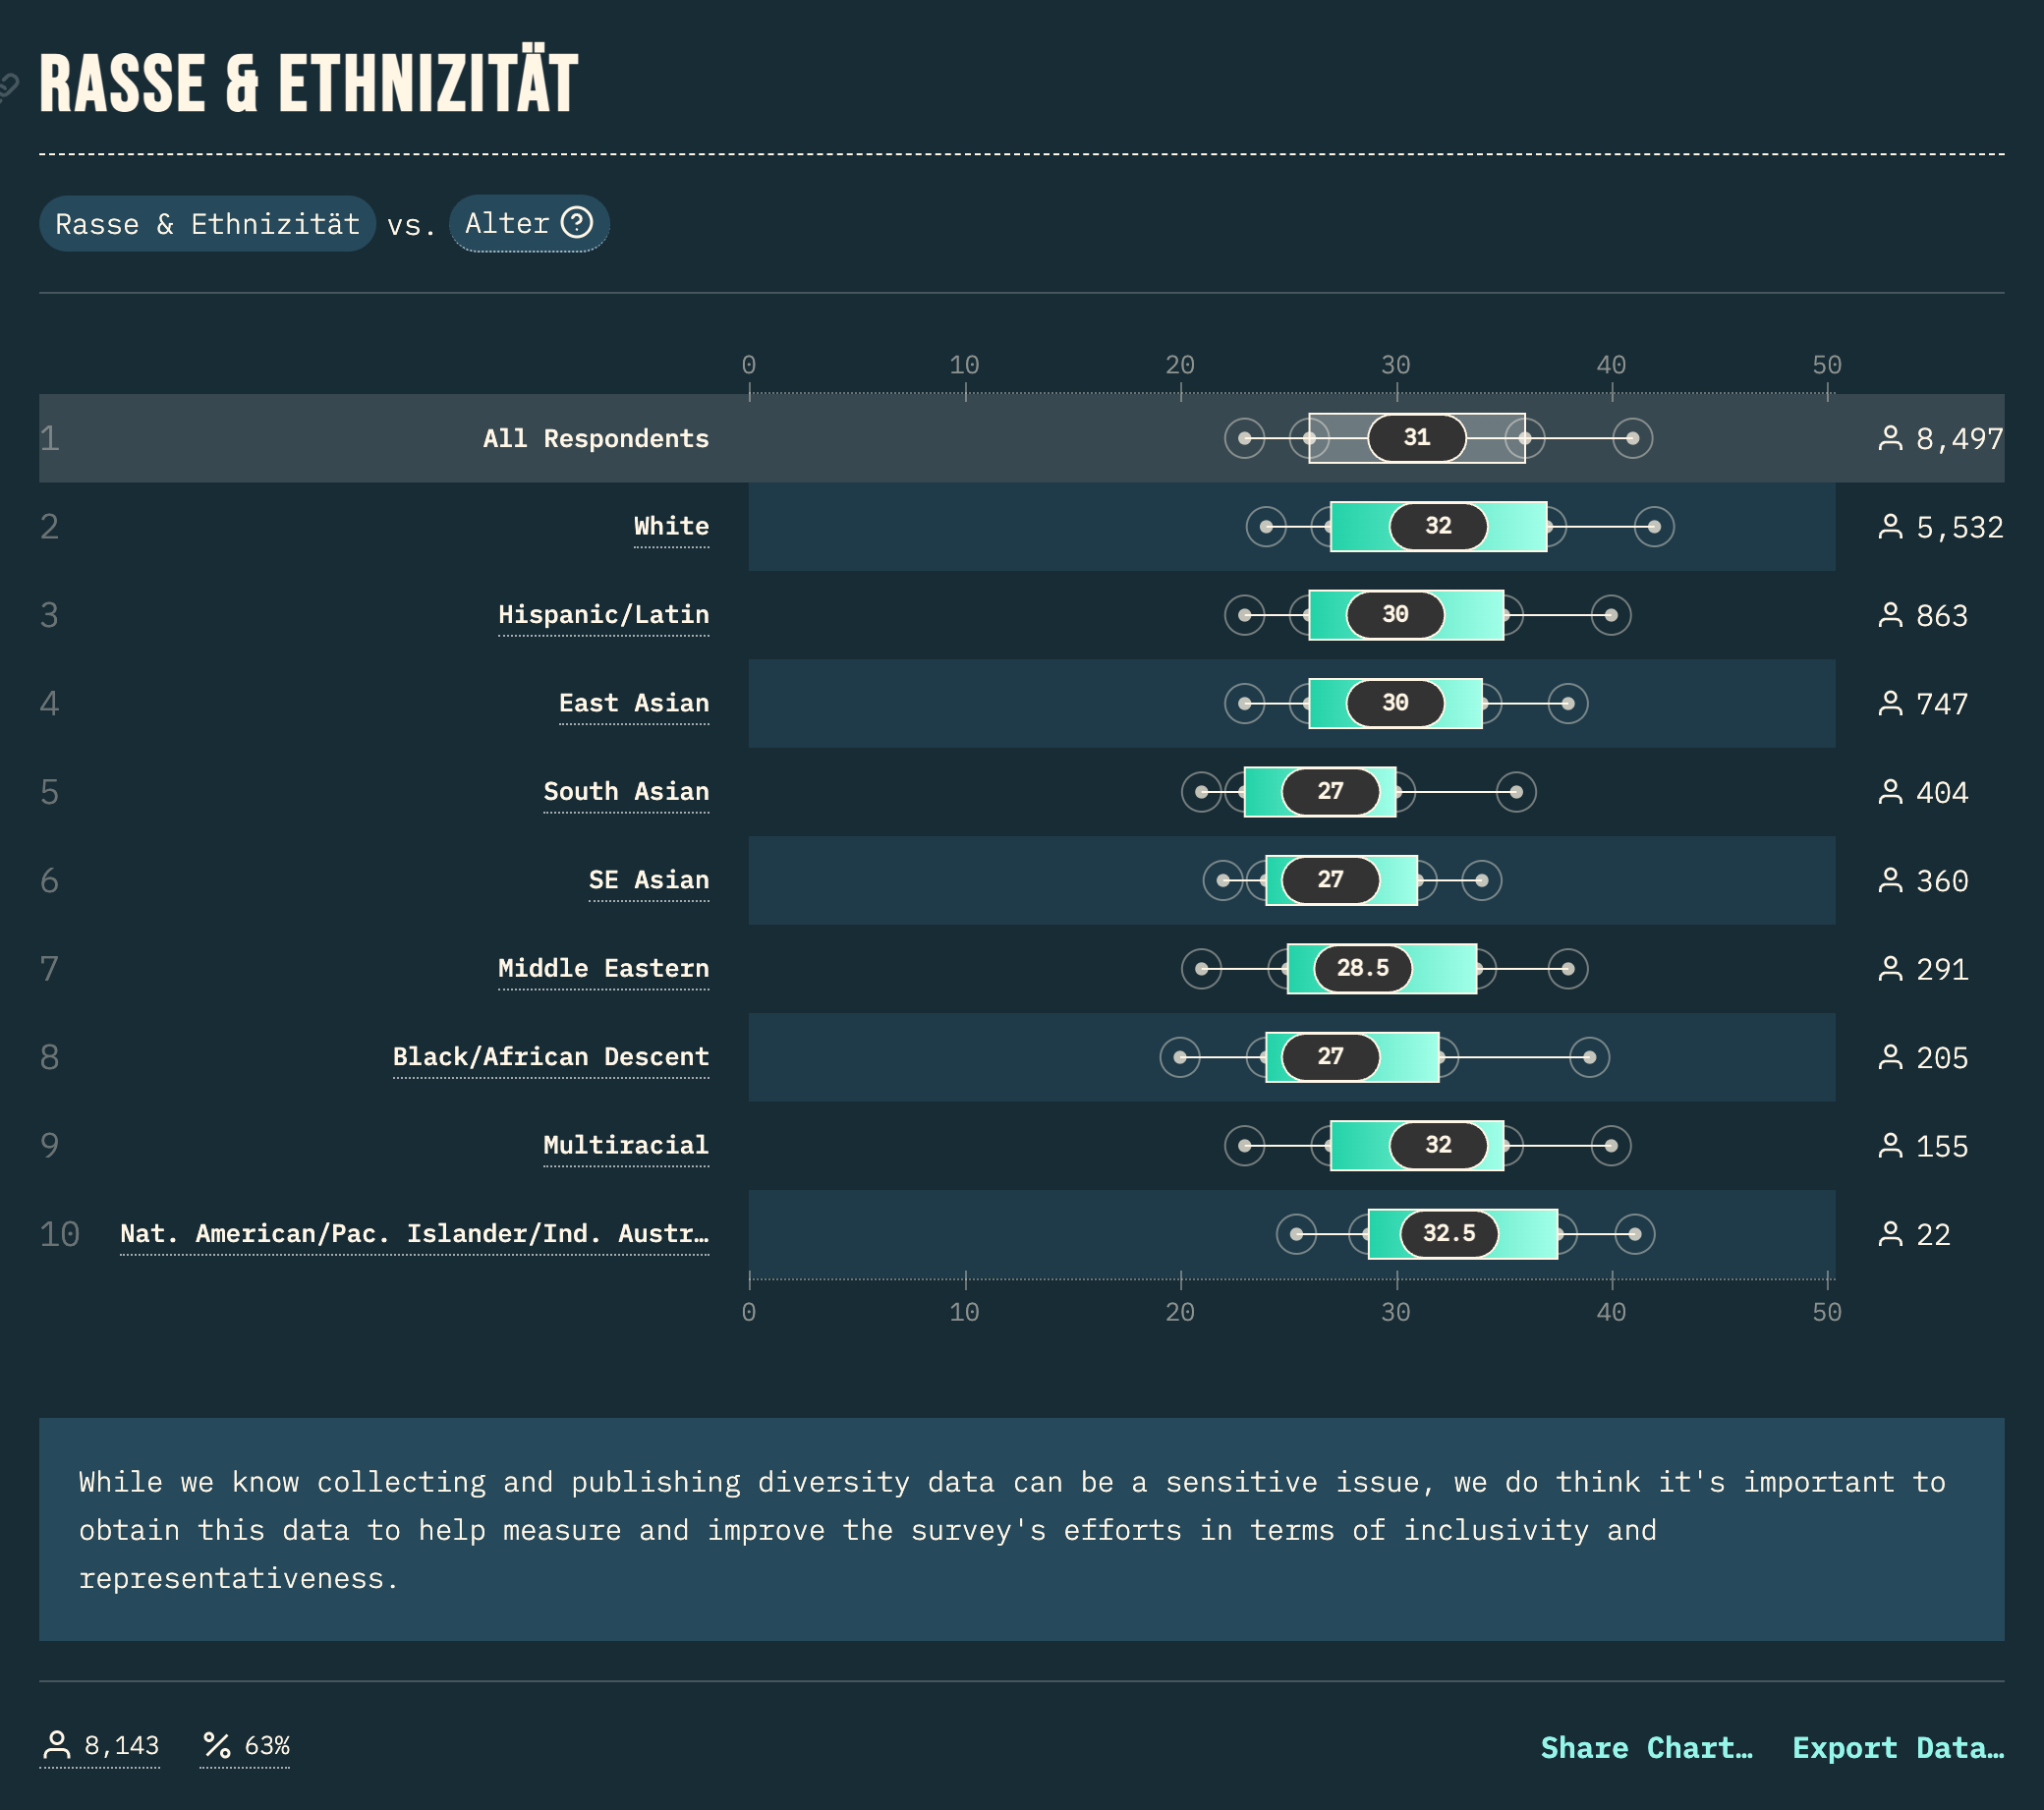 RASSE & ETHNIZITÄT
Rasse & Ethnizität vs. Alter ?
0 10 20 30 40 50
1 All Respondents 31 8,497
2 White 32 5,532
3 Hispanic/Latin 30 863
4 East Asian 30 747
5 South Asian 27 404
6 SE Asian 27 360
7 Middle Eastern 28.5 291
8 Black/African Descent 27 205
9 Multiracial 32 155
10 Nat. American/Pac. Islander/Ind. Austr… 32.5 22
0 10 20 30 40 50
While we know collecting and publishing diversity data can be a sensitive issue, we do think it's important to
obtain this data to help measure and improve the survey's efforts in terms of inclusivity and
representativeness.
8,143 % 63% Share Chart… Export Data…